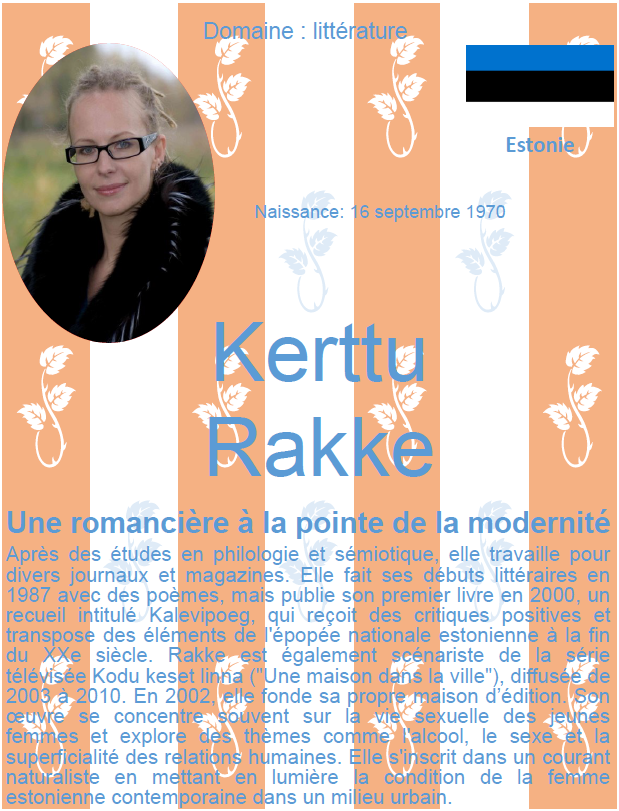 Domaine : littérature
Estonie
Naissance: 16 septembre 1970
Kerttu
Rakke
Une romancière à la pointe de la modernité
Après des études en philologie et sémiotique, elle travaille pour
divers journaux et magazines. Elle fait ses débuts littéraires en
1987 avec des poèmes, mais publie son premier livre en 2000, un
recueil intitulé Kalevipoeg, qui reçoit des critiques positives et
transpose des éléments de l'épopée nationale estonienne à la fin
du XXe siècle. Rakke est également scénariste de la série
télévisée Kodu keset linna ("Une maison dans la ville"), diffusée de
2003 à 2010. En 2002, elle fonde sa propre maison d’édition. Son
œuvre se concentre souvent sur la vie sexuelle des jeunes
femmes et explore des thèmes comme l'alcool, le sexe et la
superficialité des relations humaines. Elle s'inscrit dans un courant
naturaliste en mettant en lumière la condition de la femme
estonienne contemporaine dans un milieu urbain.